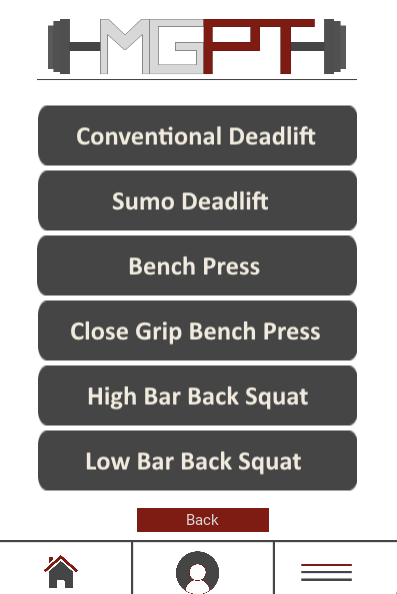 MGPT
Conventional Deadlift
Sumo Deadlift
Bench Press
Close Grip Bench Press
High Bar Back Squat
Low Bar Back Squat
Back